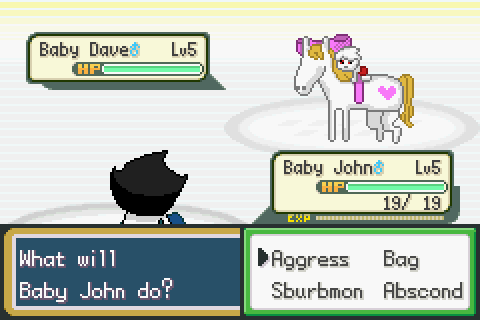 Baby Dave♂ Lv5
HP
Baby John♂ Lv5
HP
19/ 19
EXP
What will
Baby John do?
Aggress Bag
Sburbmon Abscond